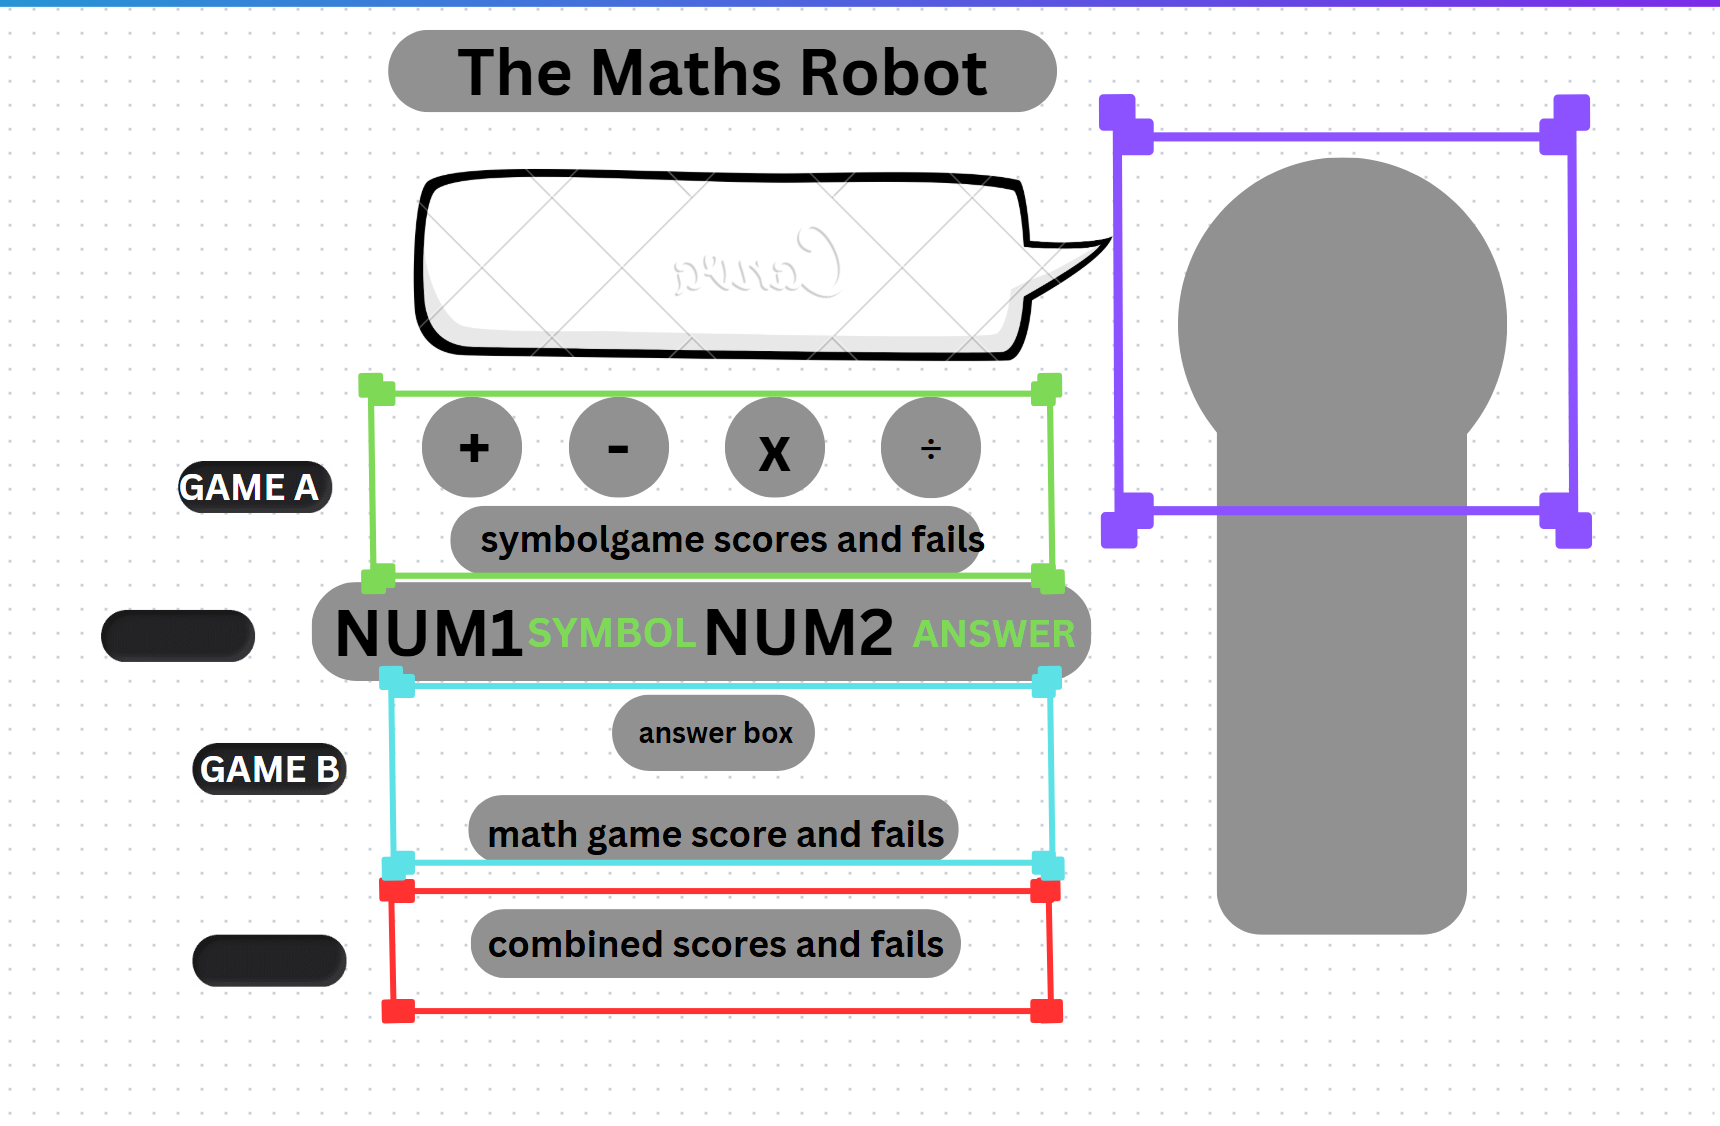 The Maths Robot
Canva
+ - x ÷
GAME A
symbolgame scores and fails
NUM1 SYMBOL NUM2 ANSWER
answer box
GAME B
math game score and fails
combined scores and fails